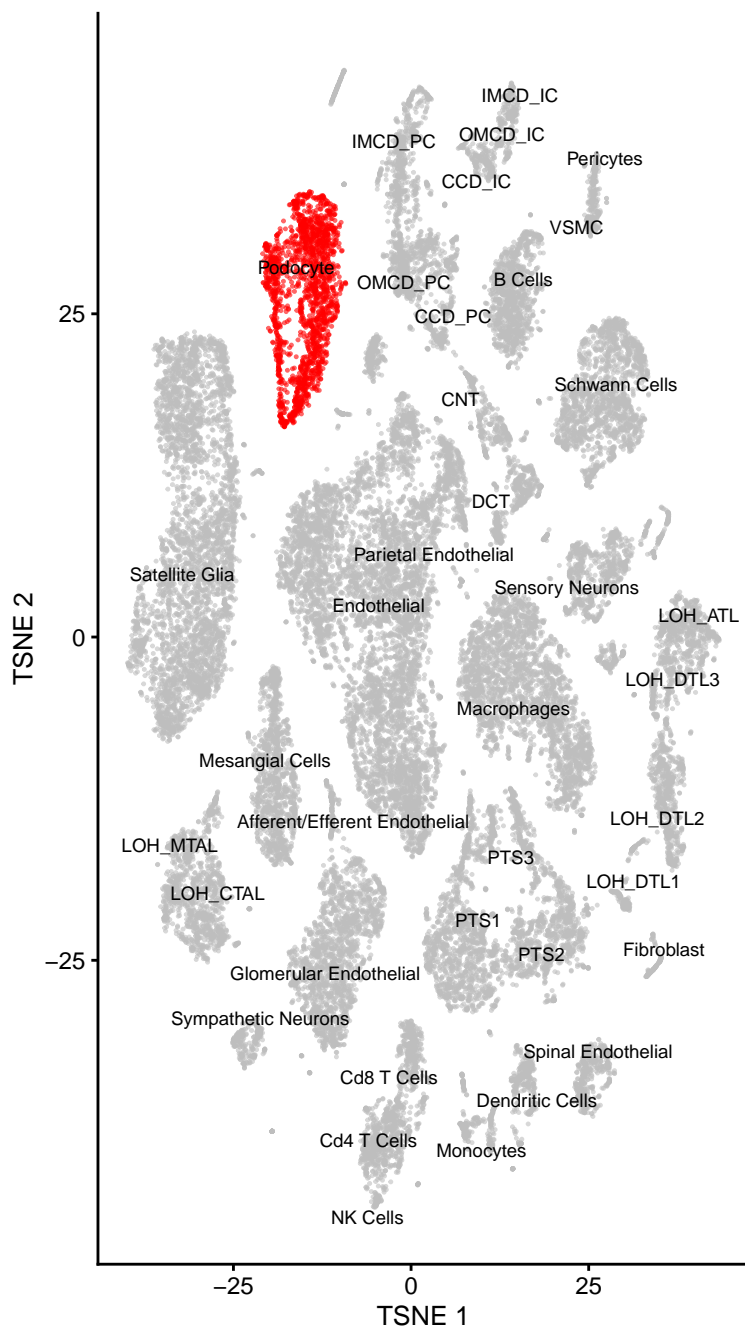 IMCD_IC
OMCD_IC
IMCD_PC
Pericytes
CCD_IC
VSMC
Podocyte
B Cells
OMCD_PC
25
CCD_PC
Schwann Cells
CNT
DCT
Parietal Endothelial
Satellite Glia
Sensory Neurons
Endothelial
LOH_ATL
0
TSNE 2
LOH_DTL3
Macrophages
Mesangial Cells
LOH_DTL2
Afferent/Efferent Endothelial
LOH_MTAL
PTS3
LOH_DTL1
LOH_CTAL
PTS1
Fibroblast
PTS2
−25
Glomerular Endothelial
Sympathetic Neurons
Spinal Endothelial
Cd8 T Cells
Dendritic Cells
Cd4 T Cells
Monocytes
NK Cells
−25
0
25
TSNE 1